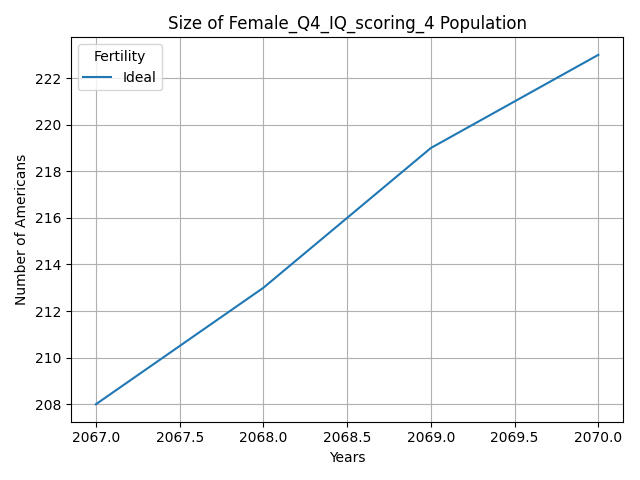 Size of Female_Q4_IQ_scoring_4 Population
Fertility
Ideal
Number of Americans
222
220
218
216
214
212
210
208
2067.0 2067.5 2068.0 2068.5 2069.0 2069.5 2070.0
Years